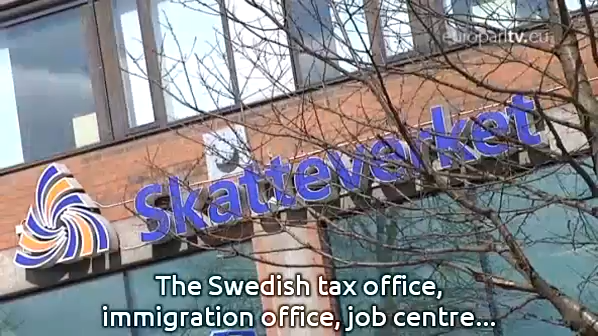 europarltv.eu
Skatteverket
The Swedish tax office,
immigration office, job centre...